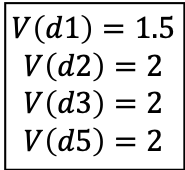 V(d1) = 1.5
V(d2) = 2
V(d3) = 2
V(d5) = 2